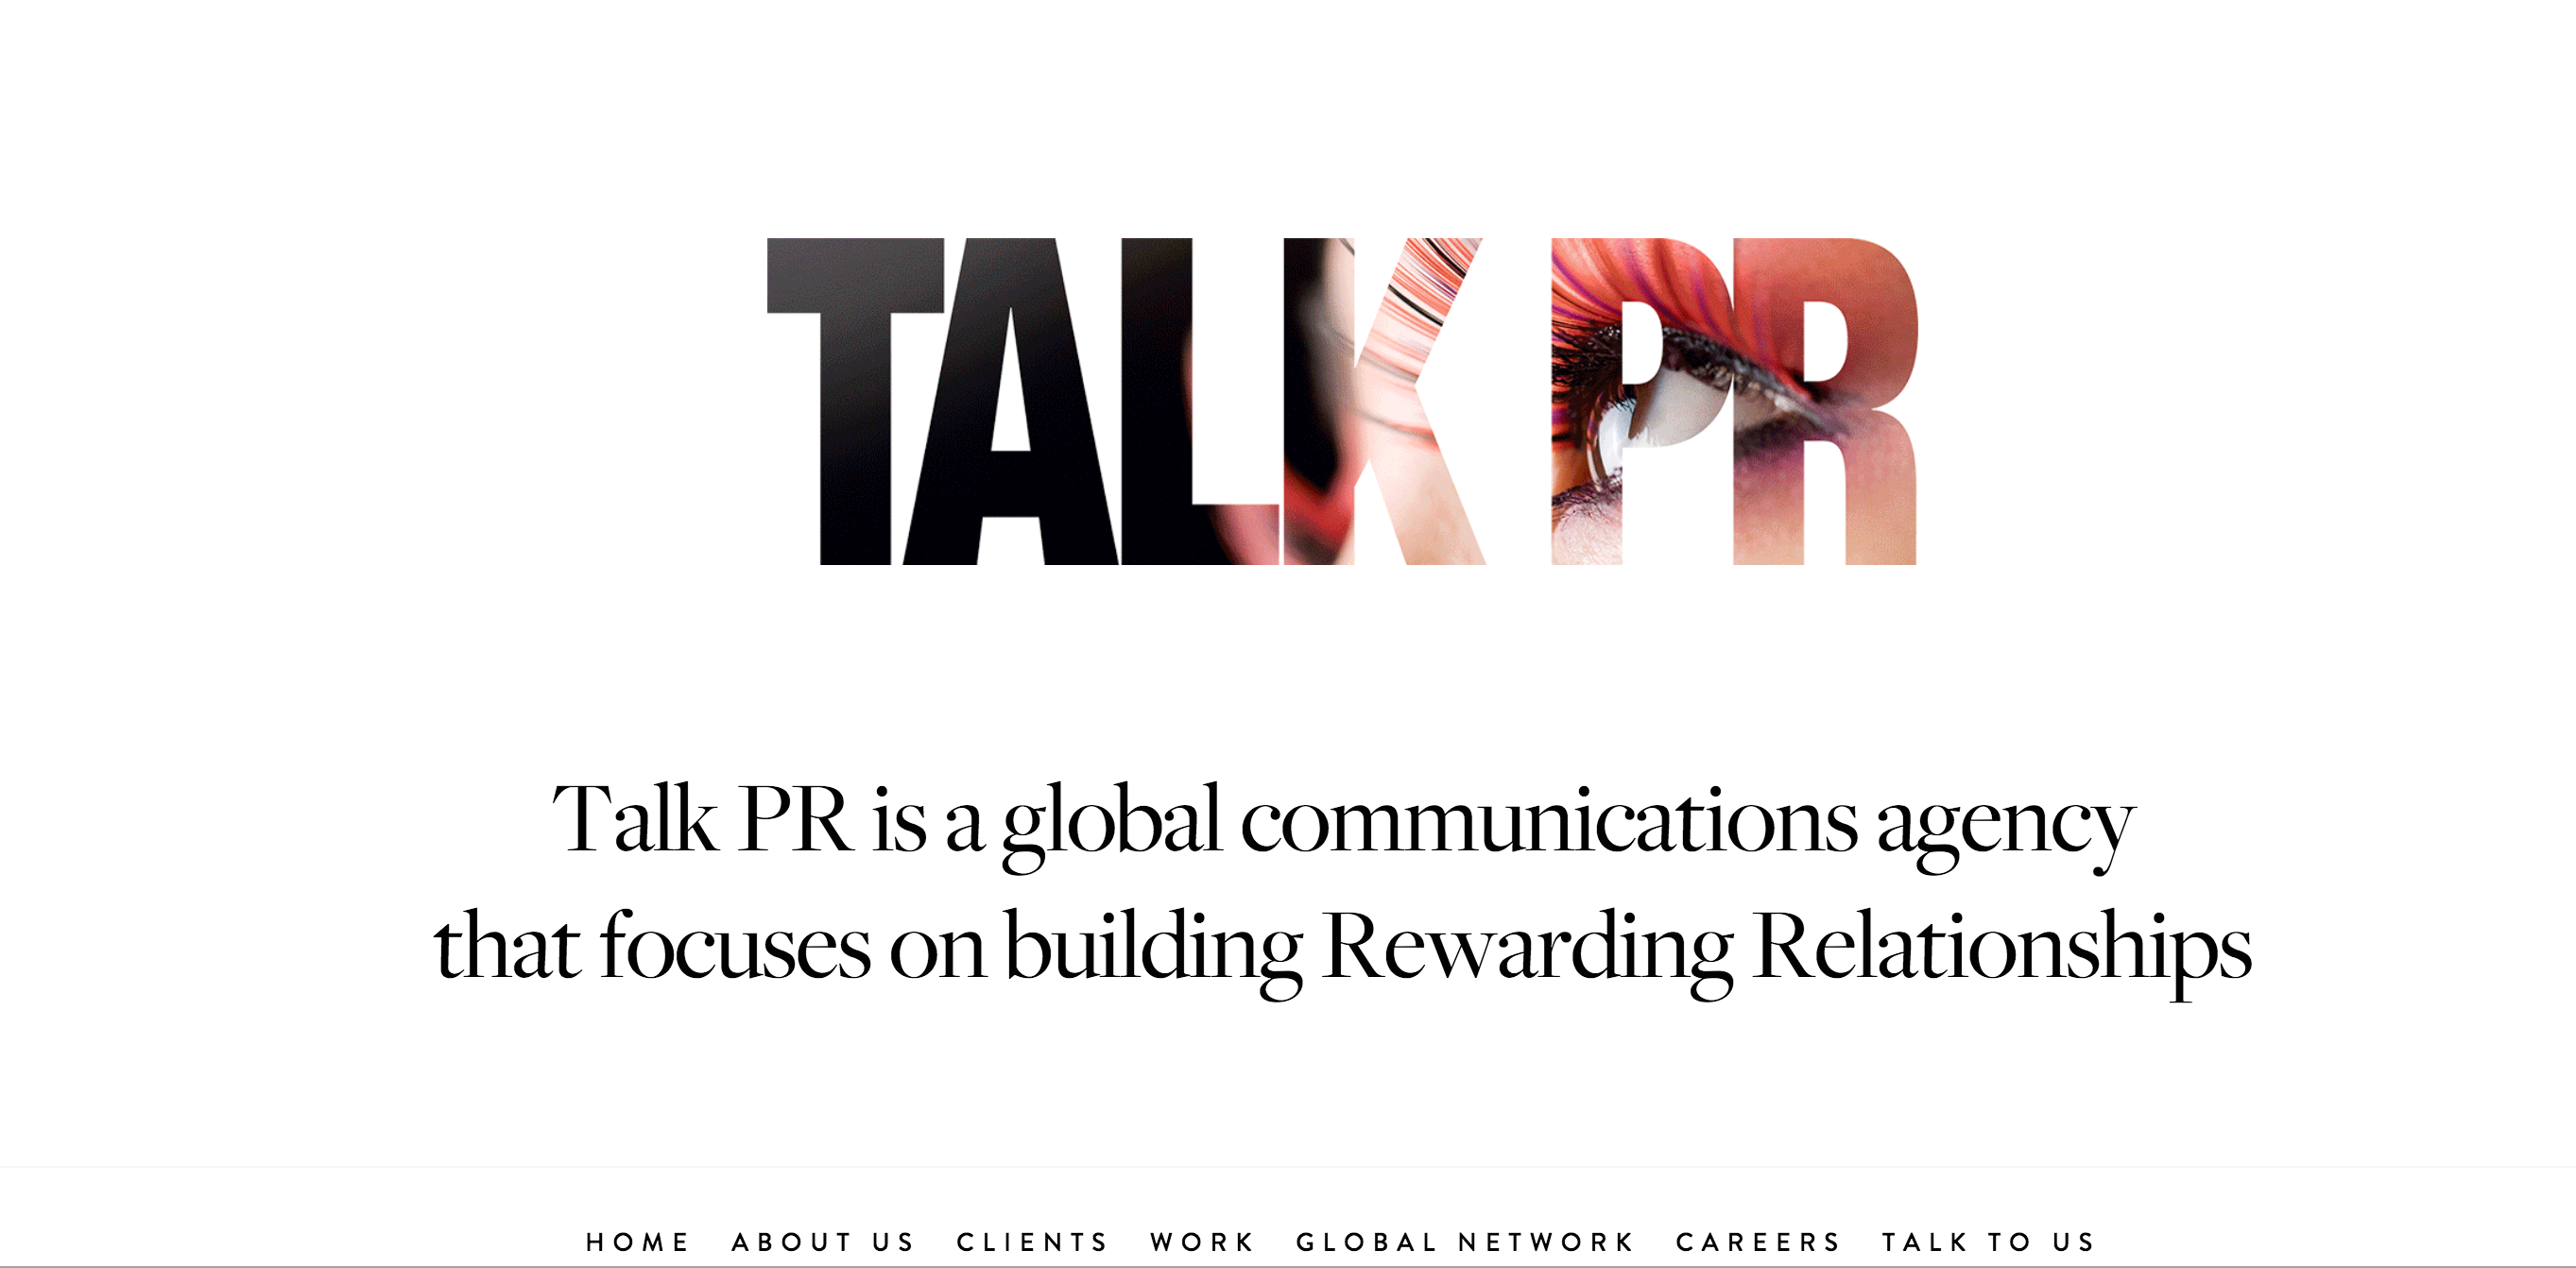 TALK PR
Talk PR is a global communications agency
that focuses on building Rewarding Relationships
HOME ABOUT US CLIENTS WORK GLOBAL NETWORK CAREERS TALK TO US